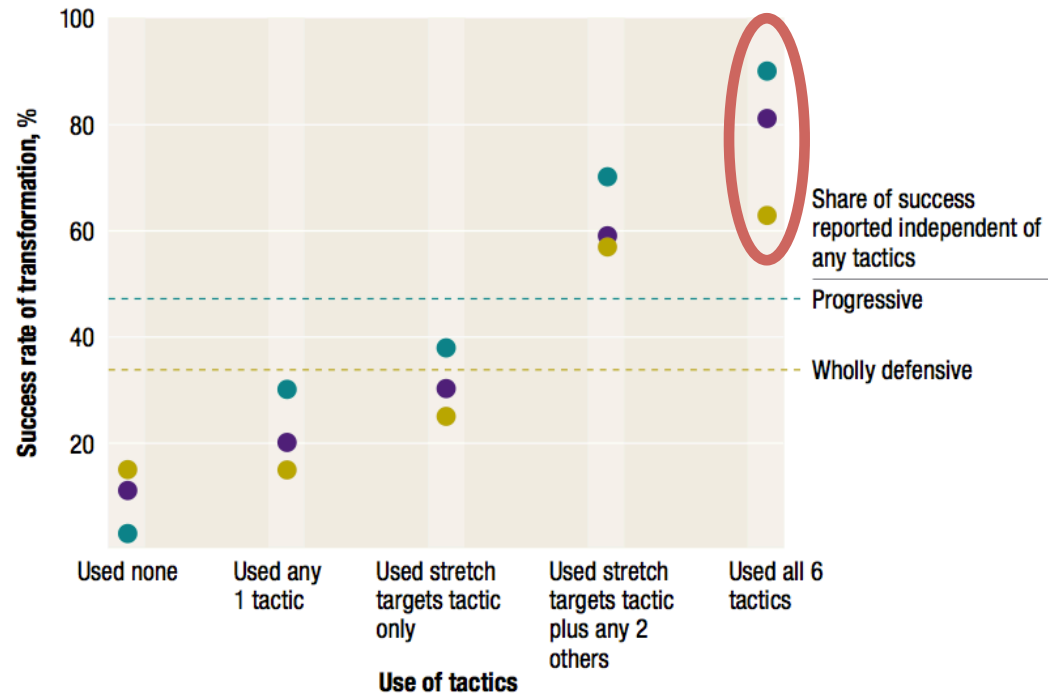 100
80
60
40
20
Success rate of transformation, %
Share of success
reported independent of
any tactics
Progressive
Wholly defensive
Used none
Used any
1 tactic
Used stretch
targets tactic
only
Used stretch
targets tactic
plus any 2
others
Used all 6
tactics
Use of tactics